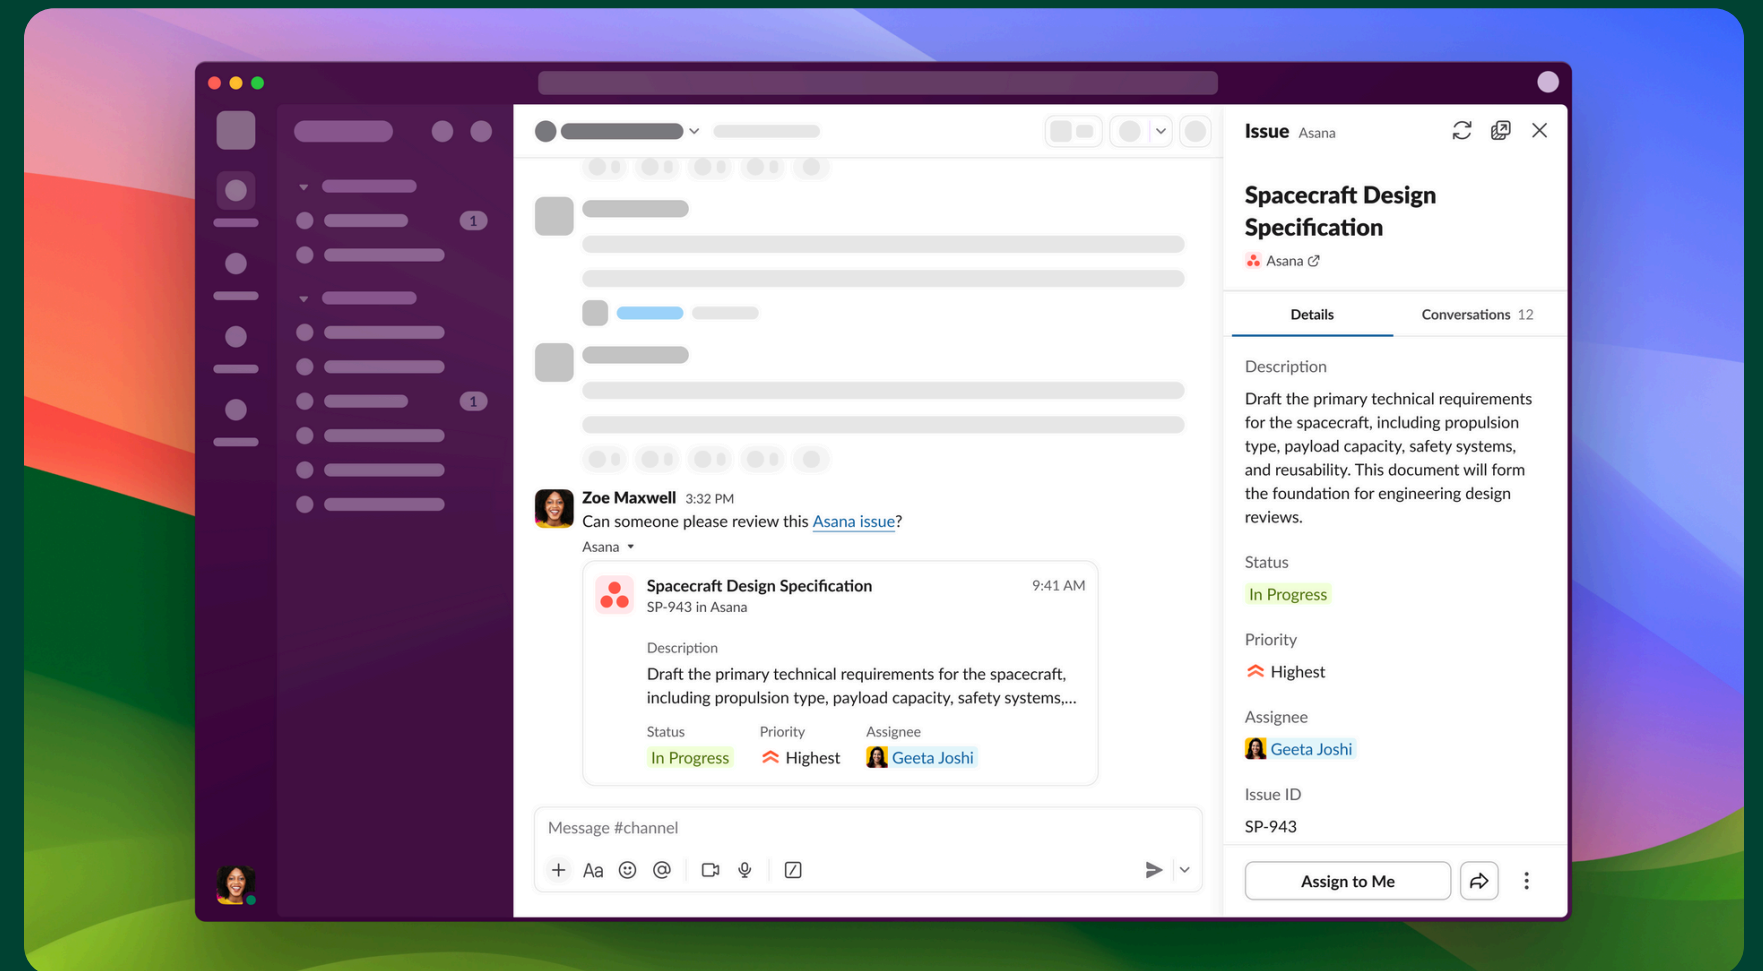 1
1
Zoe Maxwell 3:32 PM
Can someone please review this Asana issue?
Asana
Spacecraft Design Specification 9:41 AM
SP-943 in Asana
Description
Draft the primary technical requirements for the spacecraft,
including propulsion type, payload capacity, safety systems,...
Status Priority Assignee
In Progress Highest Geeta Joshi
Message #channel
Aa
Issue Asana
Spacecraft Design
Specification
Asana
Details Conversations 12
Description
Draft the primary technical requirements
for the spacecraft, including propulsion
type, payload capacity, safety systems,
and reusability. This document will form
the foundation for engineering design
reviews.
Status
In Progress
Priority
Highest
Assignee
Geeta Joshi
Issue ID
SP-943
Assign to Me